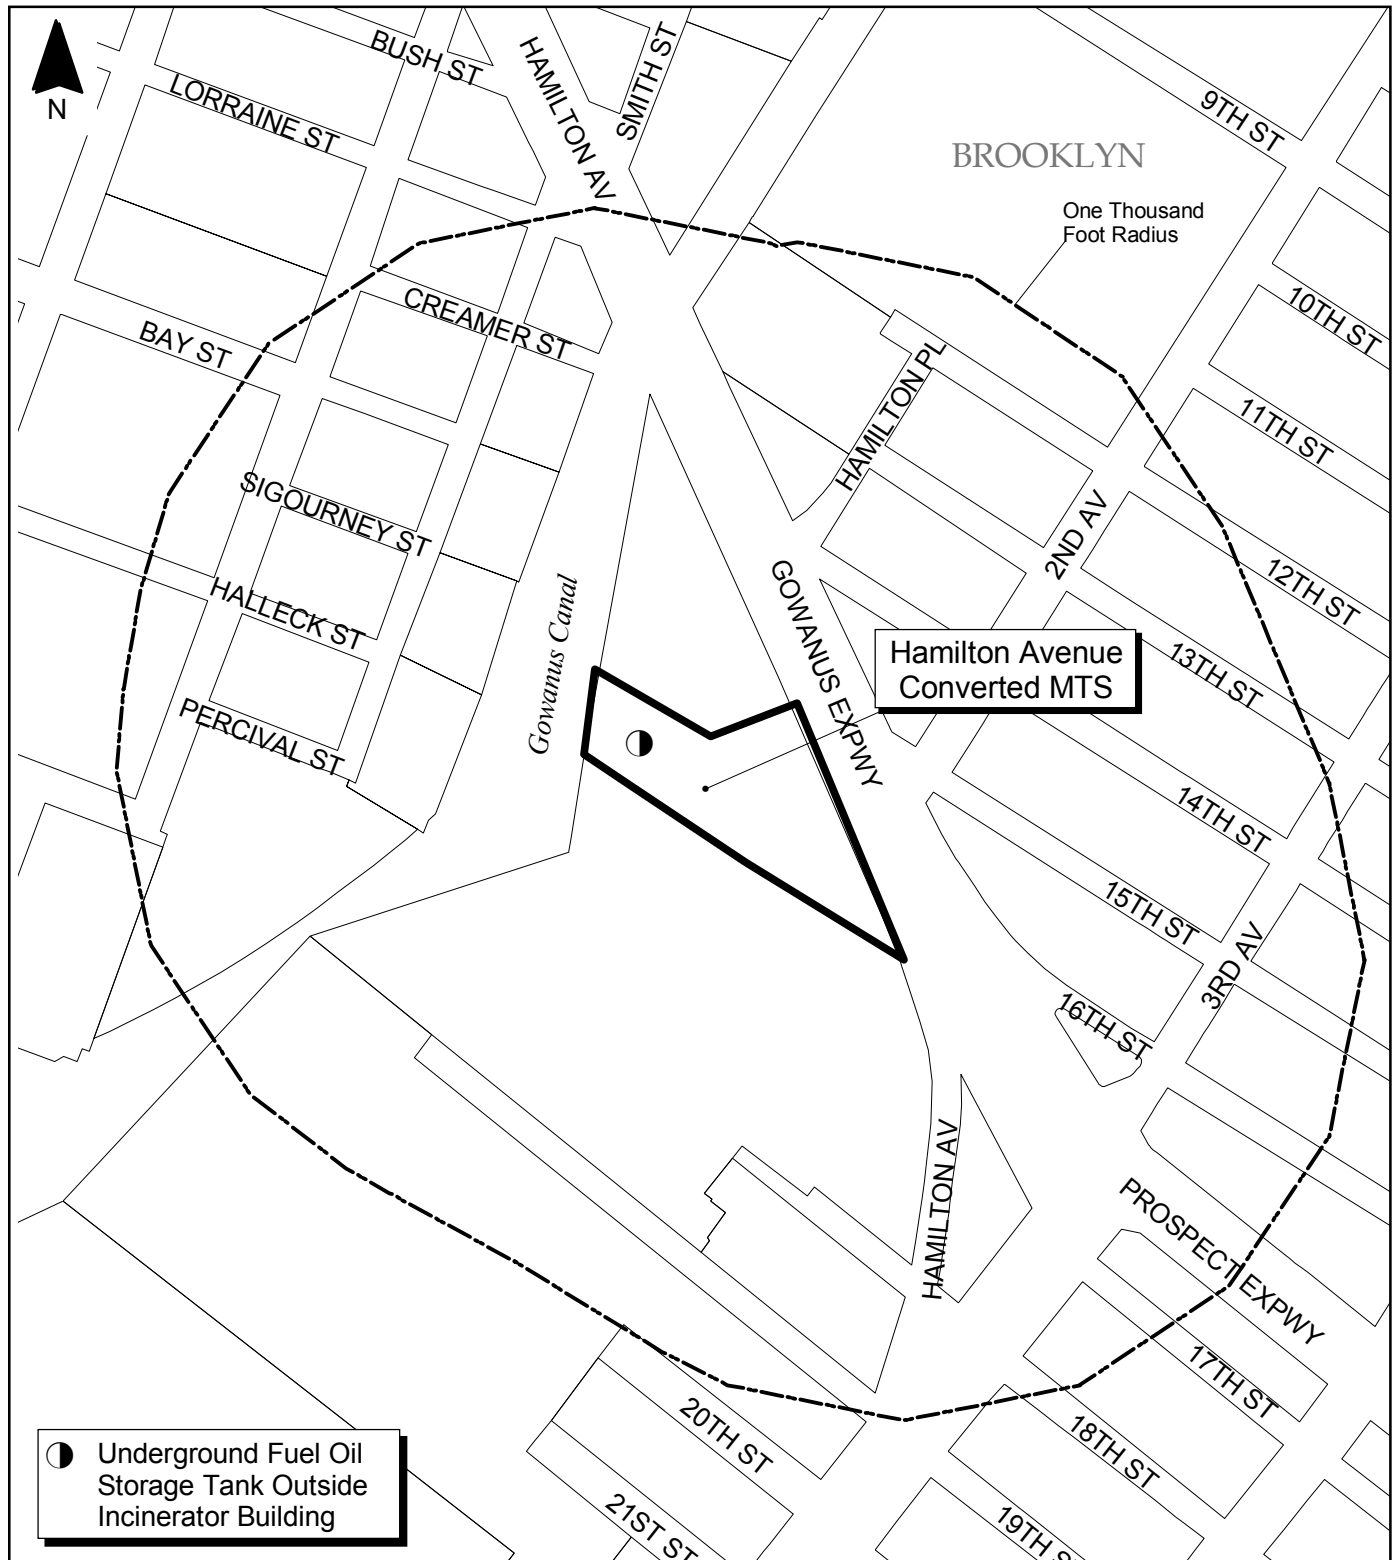 N
BUSH ST
HAMILTON AV
SMITH ST
LORRAINE ST
9TH ST
BROOKLYN
One Thousand
Foot Radius
10TH ST
CREAMER ST
BAY ST
HAMILTON PL
11TH ST
SIGOURNEY ST
2ND AV
12TH ST
HALLECK ST
Gowanus Canal
GOWANUS EXPWY
Hamilton Avenue
Converted MTS
13TH ST
PERCIVAL ST
14TH ST
15TH ST
3RD AV
16TH ST
HAMILTON AV
PROSPECT EXPWY
17TH ST
18TH ST
20TH ST
19TH ST
21ST ST
Underground Fuel Oil
Storage Tank Outside
Incinerator Building